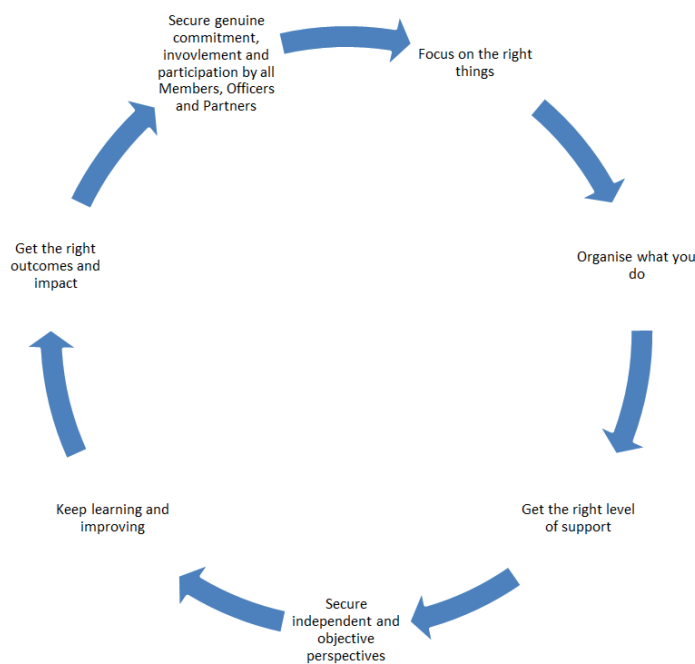 Secure genuine
commitment,
invovlement and
participation by all
Members, Officers
and Partners
Focus on the right
things
Organise what you
do
Get the right level
of support
Secure
independent and
objective
perspectives
Keep learning and
improving
Get the right
outcomes and
impact